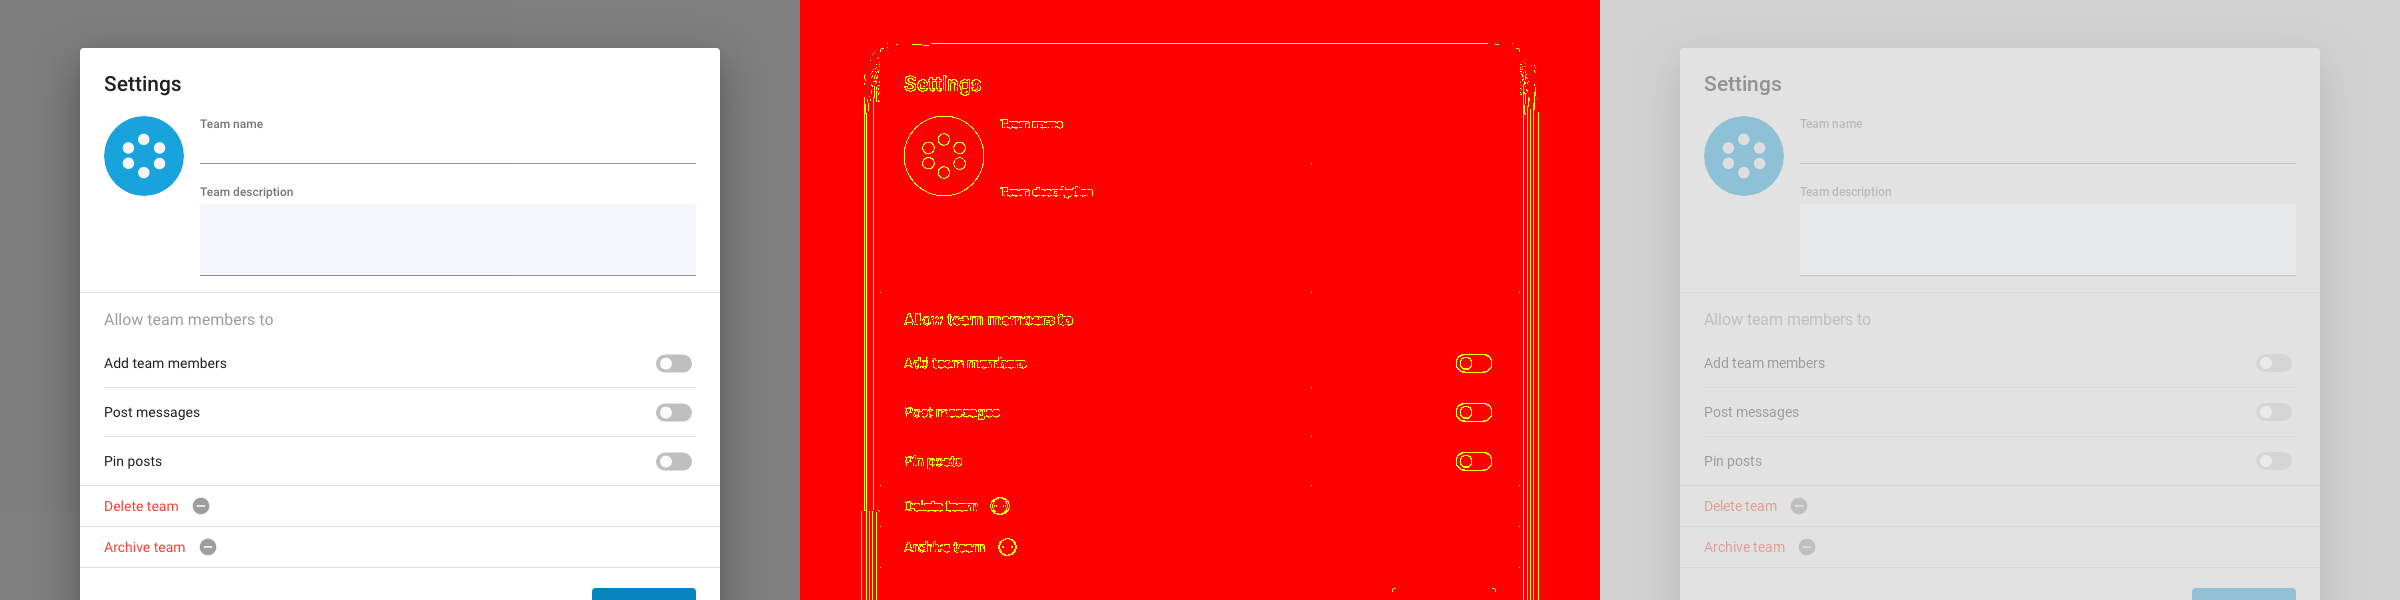 Settings
Team name
Team description
Allow team members to
Add team members
Post messages
Pin posts
Delete team
Archive team
Settings
Team name
Team description
Allow team members to
Add team members
Post messages
Pin posts
Delete team
Archive team
Settings
Team name
Team description
Allow team members to
Add team members
Post messages
Pin posts
Delete team
Archive team